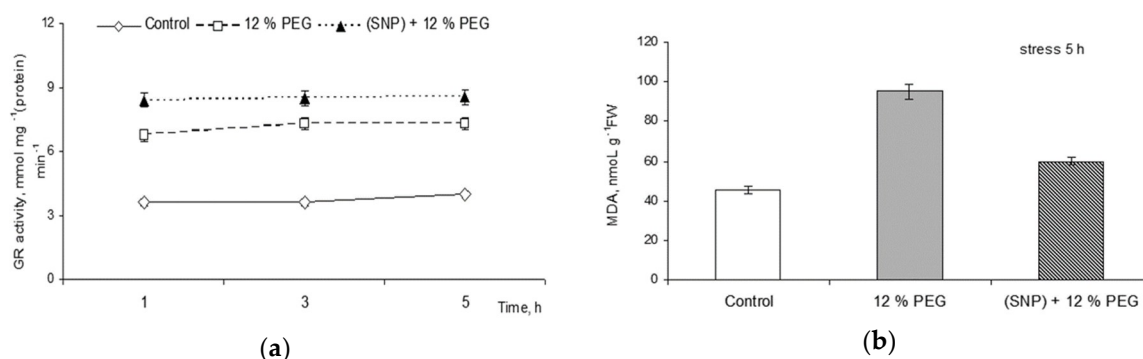 12
Control
12 % PEG
(SNP) + 12 % PEG
9
6
3
0
GR activity, mmol mg ⁻¹(protein)
min⁻¹
1
3
5
Time, h
(a)
stress 5 h
140
120
100
80
60
40
20
0
MDA, nmoL g⁻¹FW
Control
12 % PEG
(SNP) + 12 % PEG
(b)